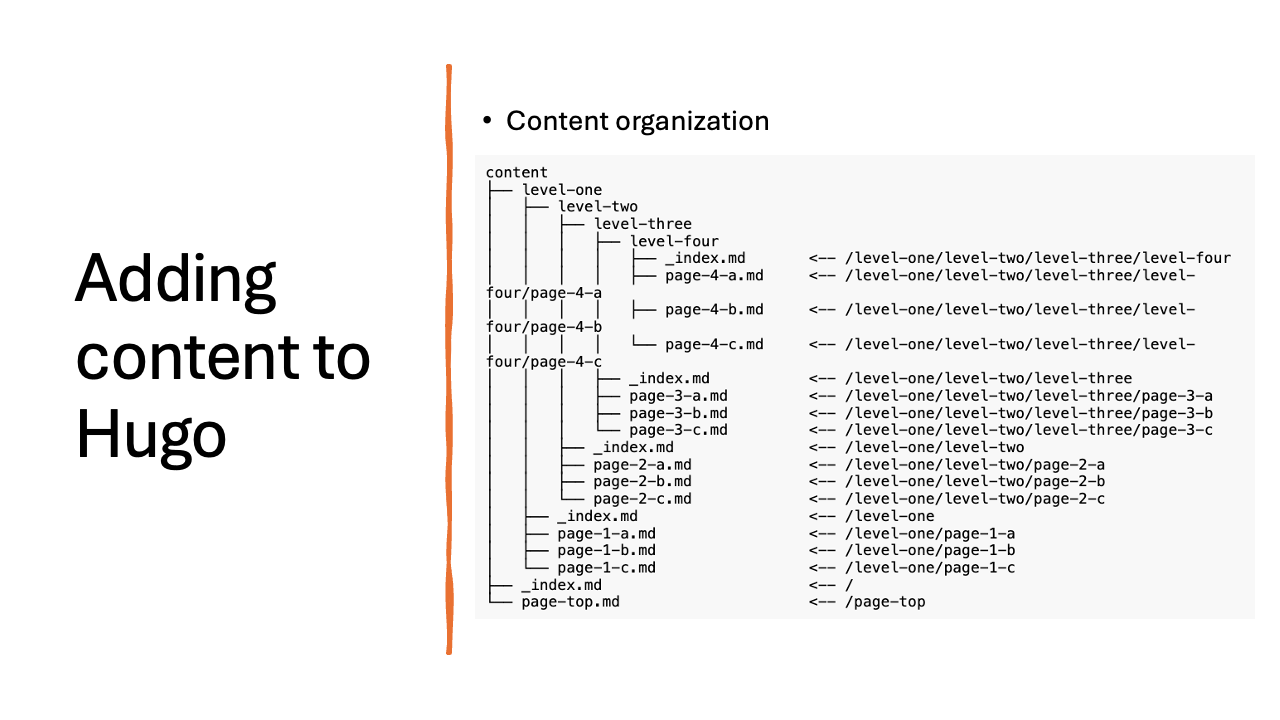 Adding
content to
Hugo
• Content organization
content
├── level-one
│   ├── level-two
│   │   ├── level-three
│   │   │   ├── level-four
│   │   │   │   ├── _index.md       <-- /level-one/level-two/level-three/level-four
│   │   │   │   ├── page-4-a.md     <-- /level-one/level-two/level-three/level-
four/page-4-a
│   │   │   │   ├── page-4-b.md     <-- /level-one/level-two/level-three/level-
four/page-4-b
│   │   │   │   └── page-4-c.md     <-- /level-one/level-two/level-three/level-
four/page-4-c
│   │   │   ├── _index.md           <-- /level-one/level-two/level-three
│   │   │   ├── page-3-a.md         <-- /level-one/level-two/level-three/page-3-a
│   │   │   ├── page-3-b.md         <-- /level-one/level-two/level-three/page-3-b
│   │   │   └── page-3-c.md         <-- /level-one/level-two/level-three/page-3-c
│   │   ├── _index.md               <-- /level-one/level-two
│   │   ├── page-2-a.md             <-- /level-one/level-two/page-2-a
│   │   ├── page-2-b.md             <-- /level-one/level-two/page-2-b
│   │   └── page-2-c.md             <-- /level-one/level-two/page-2-c
│   ├── _index.md                   <-- /level-one
│   ├── page-1-a.md                 <-- /level-one/page-1-a
│   ├── page-1-b.md                 <-- /level-one/page-1-b
│   └── page-1-c.md                 <-- /level-one/page-1-c
├── _index.md                       <-- /
└── page-top.md                     <-- /page-top